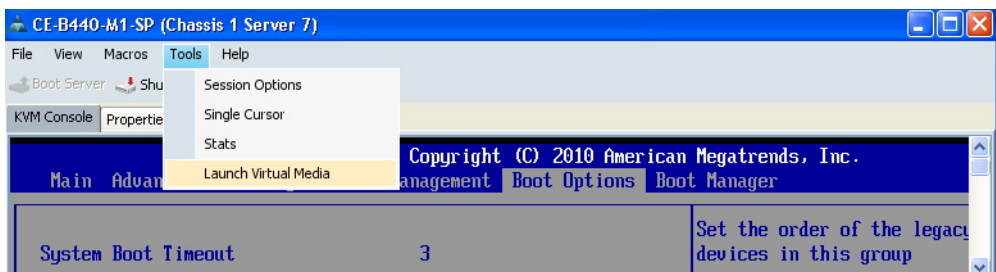 CE-B440-M1-SP (Chassis 1 Server 7)
File View Macros Tools Help
Boot Server Shu
Session Options
KVM Console Propertie
Single Cursor
Stats
Launch Virtual Media
Copyright (C) 2010 American Megatrends, Inc.
Main Advan anagement Boot Options Boot Manager
Set the order of the legacy
System Boot Timeout 3 devices in this group